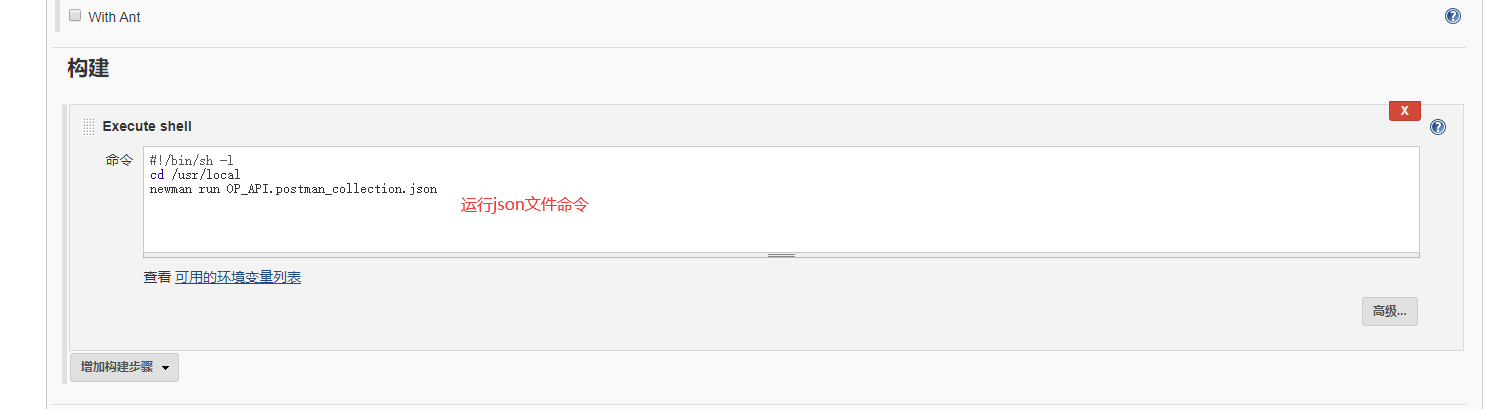 With Ant
构建
X
Execute shell
命令
#!/bin/sh -l
cd /usr/local
newman run OP_API.postman_collection.json
运行json文件命令
查看 可用的环境变量列表
高级...
增加构建步骤